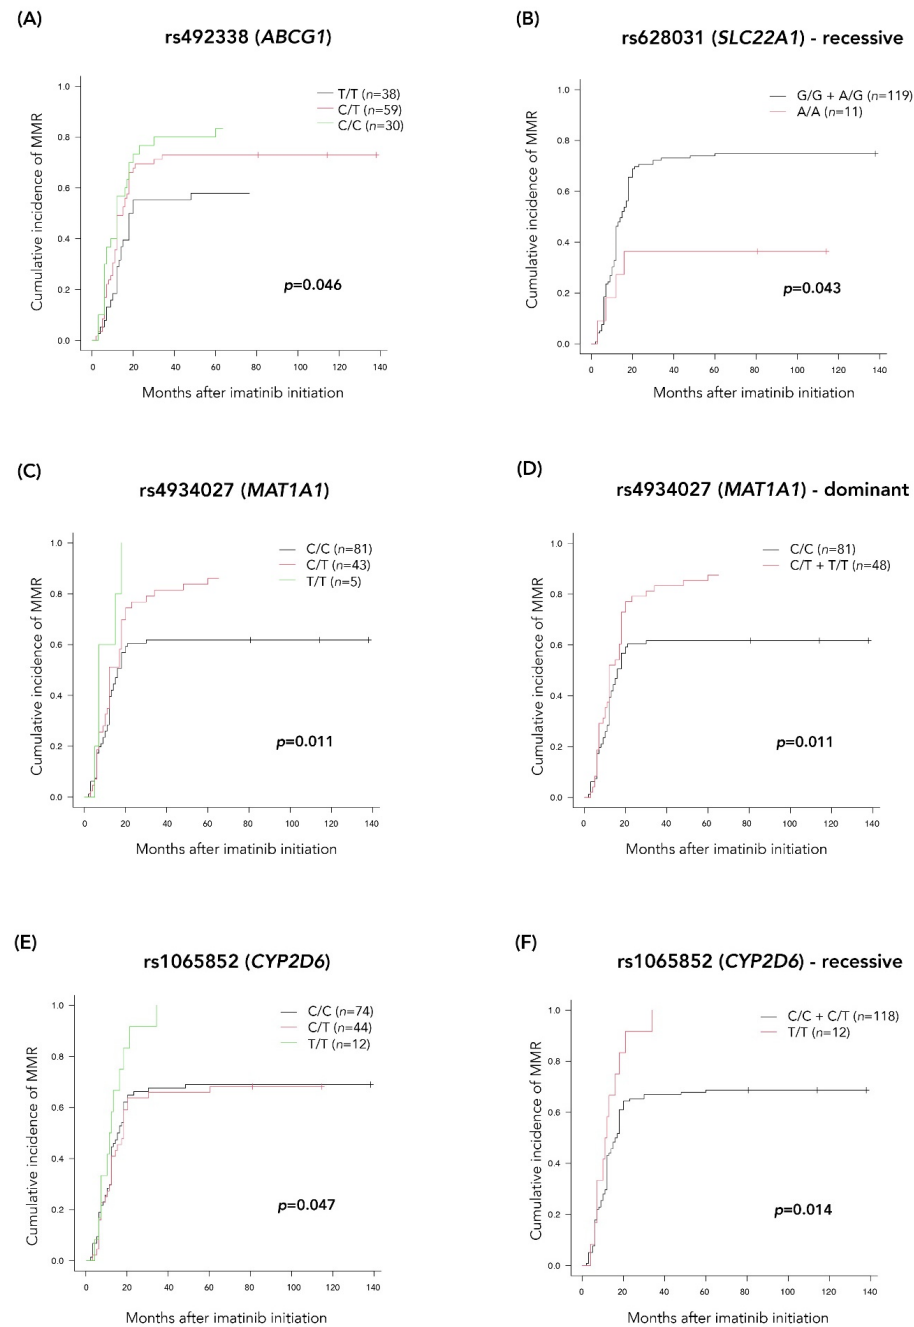 (A)
rs492338 (ABCG1)
T/T (n=38)
C/T (n=59)
C/C (n=30)
Cumulative incidence of MMR
1.0
0.8
0.6
0.4
0.2
0.0
p=0.046
0 20 40 60 80 100 120 140
Months after imatinib initiation
(B)
rs628031 (SLC22A1) - recessive
G/G + A/G (n=119)
A/A (n=11)
Cumulative incidence of MMR
1.0
0.8
0.6
0.4
0.2
0.0
p=0.043
0 20 40 60 80 100 120 140
Months after imatinib initiation
(C)
rs4934027 (MAT1A1)
C/C (n=81)
C/T (n=43)
T/T (n=5)
Cumulative incidence of MMR
1.0
0.8
0.6
0.4
0.2
0.0
p=0.011
0 20 40 60 80 100 120 140
Months after imatinib initiation
(D)
rs4934027 (MAT1A1) - dominant
C/C (n=81)
C/T + T/T (n=48)
Cumulative incidence of MMR
1.0
0.8
0.6
0.4
0.2
0.0
p=0.011
0 20 40 60 80 100 120 140
Months after imatinib initiation
(E)
rs1065852 (CYP2D6)
C/C (n=74)
C/T (n=44)
T/T (n=12)
Cumulative incidence of MMR
1.0
0.8
0.6
0.4
0.2
0.0
p=0.047
0 20 40 60 80 100 120 140
Months after imatinib initiation
(F)
rs1065852 (CYP2D6) - recessive
C/C + C/T (n=118)
T/T (n=12)
Cumulative incidence of MMR
1.0
0.8
0.6
0.4
0.2
0.0
p=0.014
0 20 40 60 80 100 120 140
Months after imatinib initiation